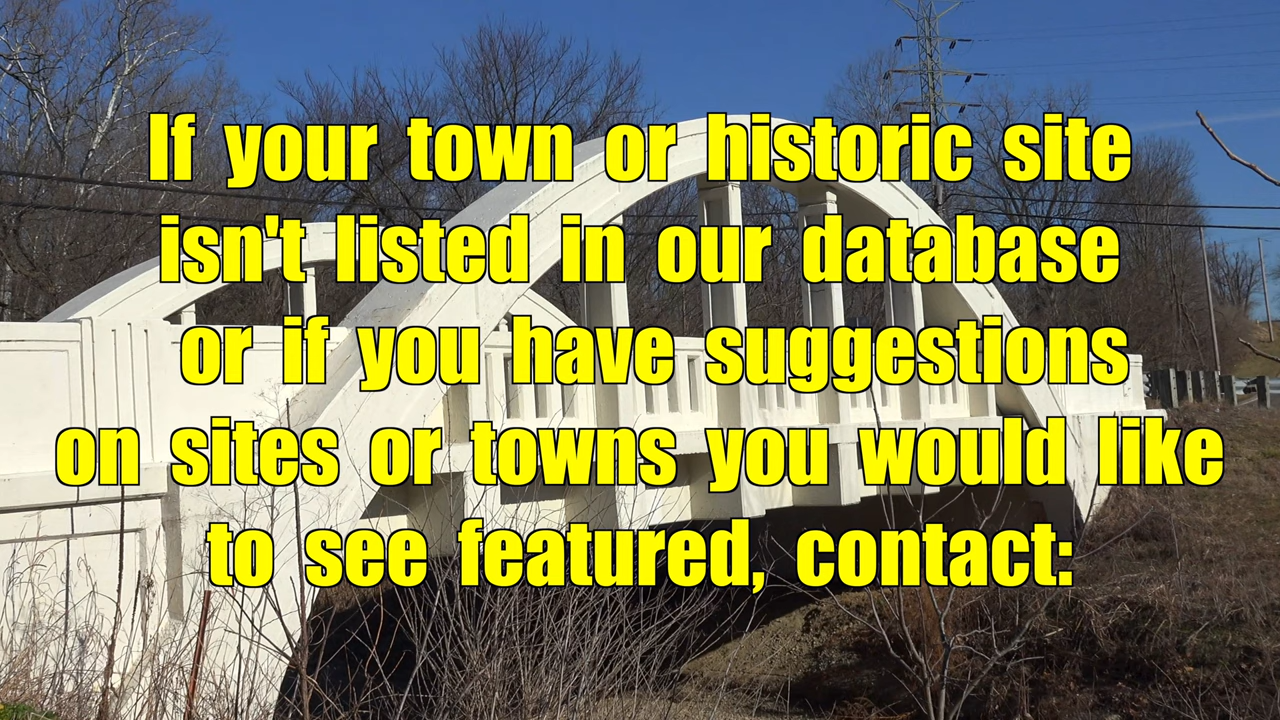 If your town or historic site
isn't listed in our database
or if you have suggestions
on sites or towns you would like
to see featured, contact: